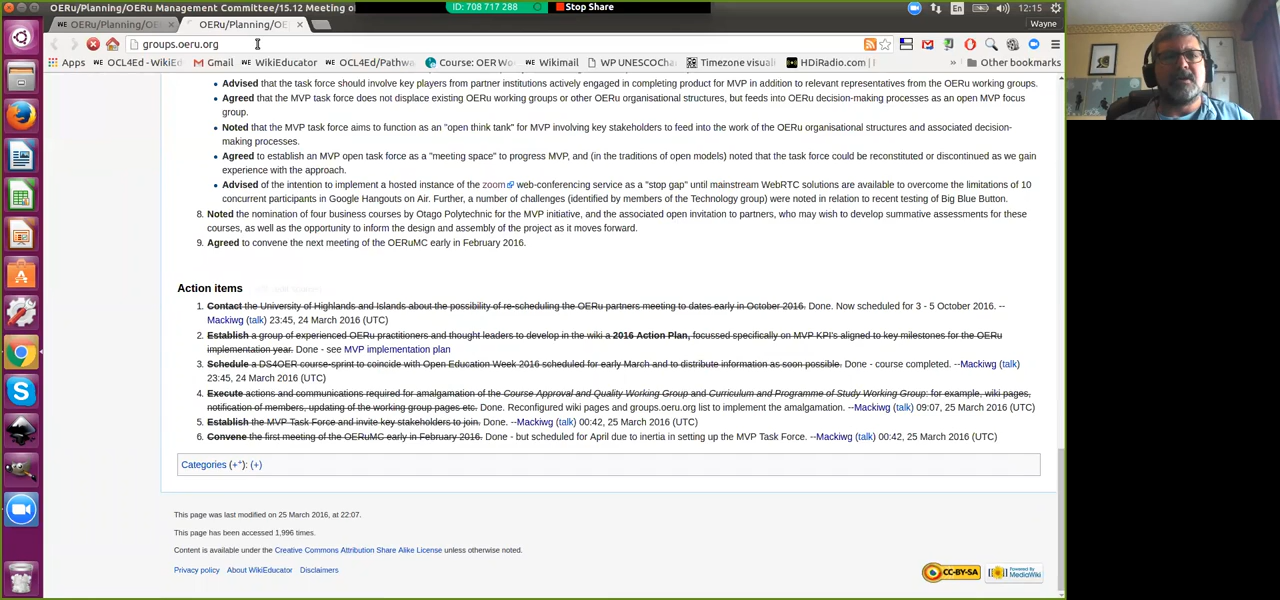 OERu/Planning/OERu Management Committee/15.12 Meeting o
ID: 708 717 288
Stop Share
En
12:15
WE OERu/Planning/OE
OERu/Planning/OE
Wayne
groups.oeru.org
Apps
WE OCL4Ed - WikiEd
Gmail
WE WikiEducator
WE OCL4Ed/Pathwa
Course: OER Wo
WE Wikimail
WP UNESCOCha
Timezone visuali
HDiRadio.com |
»
Other bookmarks
Advised that the task force should involve key players from partner institutions actively engaged in completing product for MVP in addition to relevant representatives from the OERu working groups.
Agreed that the MVP task force does not displace existing OERu working groups or other OERu organisational structures, but feeds into OERu decision-making processes as an open MVP focus
group.
Noted that the MVP task force aims to function as an "open think tank" for MVP involving key stakeholders to feed into the work of the OERu organisational structures and associated decision-
making processes.
Agreed to establish an MVP open task force as a "meeting space" to progress MVP, and (in the traditions of open models) noted that the task force could be reconstituted or discontinued as we gain
experience with the approach.
Advised of the intention to implement a hosted instance of the zoom web-conferencing service as a "stop gap" until mainstream WebRTC solutions are available to overcome the limitations of 10
concurrent participants in Google Hangouts on Air. Further, a number of challenges (identified by members of the Technology group) were noted in relation to recent testing of Big Blue Button.
8. Noted the nomination of four business courses by Otago Polytechnic for the MVP initiative, and the associated open invitation to partners, who may wish to develop summative assessments for these
courses, as well as the opportunity to inform the design and assembly of the project as it moves forward.
9. Agreed to convene the next meeting of the OERuMC early in February 2016.
Action items
1. Contact the University of Highlands and Islands about the possibility of re-scheduling the OERu partners meeting to dates early in October 2016. Done. Now scheduled for 3 - 5 October 2016. --
Mackiwg (talk) 23:45, 24 March 2016 (UTC)
2. Establish a group of experienced OERu practitioners and thought leaders to develop in the wiki a 2016 Action Plan, focussed specifically on MVP KPI's aligned to key milestones for the OERu
implementation year. Done - see MVP implementation plan
3. Schedule a DS4OER course-sprint to coincide with Open Education Week 2016 scheduled for early March and to distribute information as soon possible. Done - course completed. --Mackiwg (talk)
23:45, 24 March 2016 (UTC)
4. Execute actions and communications required for amalgamation of the Course Approval and Quality Working Group and Curriculum and Programme of Study Working Group: for example, wiki pages,
notification of members, updating of the working group pages etc. Done. Reconfigured wiki pages and groups.oeru.org list to implement the amalgamation. --Mackiwg (talk) 09:07, 25 March 2016 (UTC)
5. Establish the MVP Task Force and invite key stakeholders to join. Done. --Mackiwg (talk) 00:42, 25 March 2016 (UTC)
6. Convene the first meeting of the OERuMC early in February 2016. Done - but scheduled for April due to inertia in setting up the MVP Task Force. --Mackiwg (talk) 00:42, 25 March 2016 (UTC)
Categories (+⁺): (+)
This page was last modified on 25 March 2016, at 22:07.
This page has been accessed 1,996 times.
Content is available under the Creative Commons Attribution Share Alike License unless otherwise noted.
Privacy policy
About WikiEducator
Disclaimers
CC-BY-SA
Powered By
MediaWiki